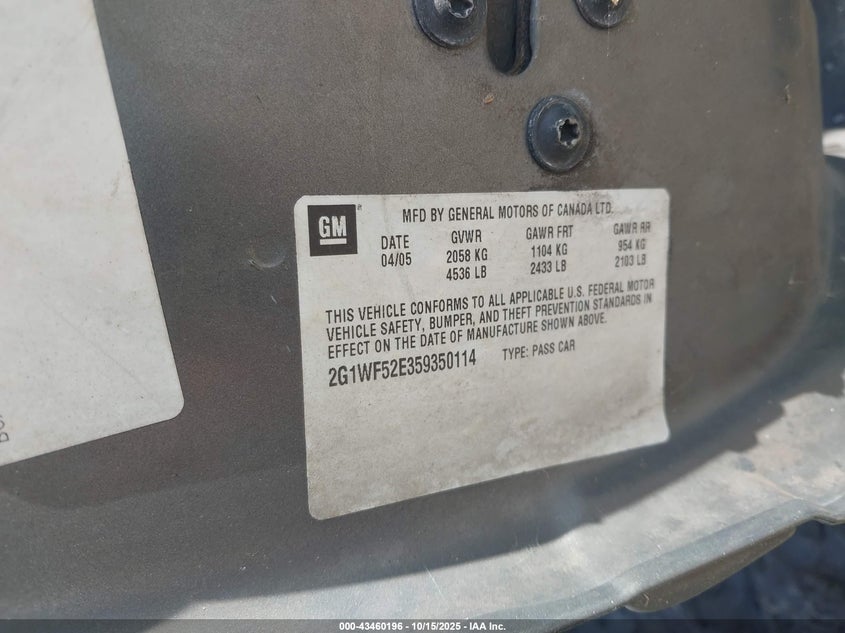 GM
MFD BY GENERAL MOTORS OF CANADA LTD.
DATE GVWR GAWR FRT GAWR RR
04/05 2058 KG 1104 KG 954 KG
4536 LB 2433 LB 2103 LB
THIS VEHICLE CONFORMS TO ALL APPLICABLE U.S. FEDERAL MOTOR
VEHICLE SAFETY, BUMPER, AND THEFT PREVENTION STANDARDS IN
EFFECT ON THE DATE OF MANUFACTURE SHOWN ABOVE.
2G1WF52E359350114 TYPE: PASS CAR
000-43460196 - 10/15/2025 - IAA Inc.